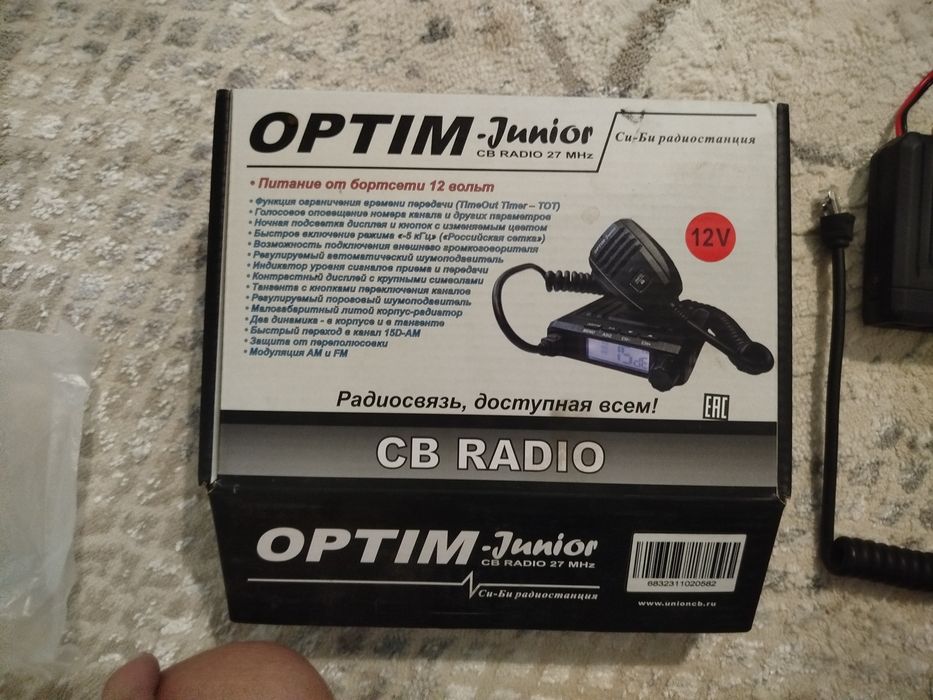 OPTIM -Junior
CB RADIO 27 MHz
Си-Би радиостанция
• Питание от бортсети 12 вольт
• Функция ограничения времени передачи (TimeOut Timer – TOT)
• Голосовое оповещение номера канала и других параметров
• Ночная подсветка дисплея и кнопок с изменяемым цветом
• Быстрое включение режима «-5 кГц» («Российская сетка»)
• Возможность подключения внешнего громкоговорителя
• Регулируемый автоматический шумоподавитель
• Индикатор уровня сигналов приема и передачи
• Контрастный дисплей с крупными символами
• Тангента с кнопками переключения каналов
• Регулируемый пороговый шумоподавитель
• Малогабаритный литой корпус-радиатор
• Два динамика - в корпусе и в тангенте
• Быстрый переход в канал 15D-AM
• Защита от переполюсовки
• Модуляция AM и FM
12V
Радиосвязь, доступная всем!
EAC
CB RADIO
OPTIM -Junior
CB RADIO 27 MHz
Си-Би радиостанция
6832311020582
www.unioncb.ru